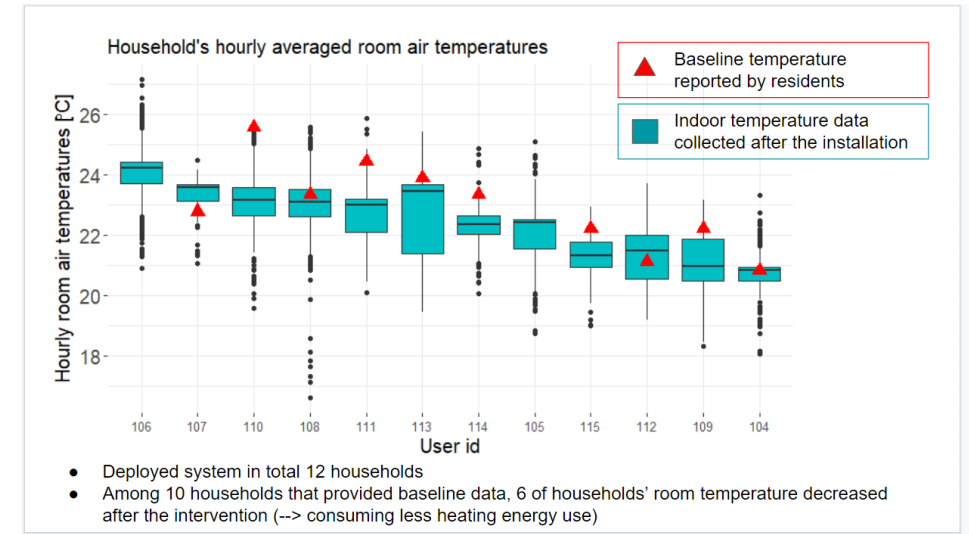 Household's hourly averaged room air temperatures
Baseline temperature
reported by residents
Indoor temperature data
collected after the installation
Hourly room air temperatures [C]
26
24
22
20
18
106 107 110 108 111 113 114 105 115 112 109 104
User id
● Deployed system in total 12 households
● Among 10 households that provided baseline data, 6 of households' room temperature decreased
after the intervention (--> consuming less heating energy use)